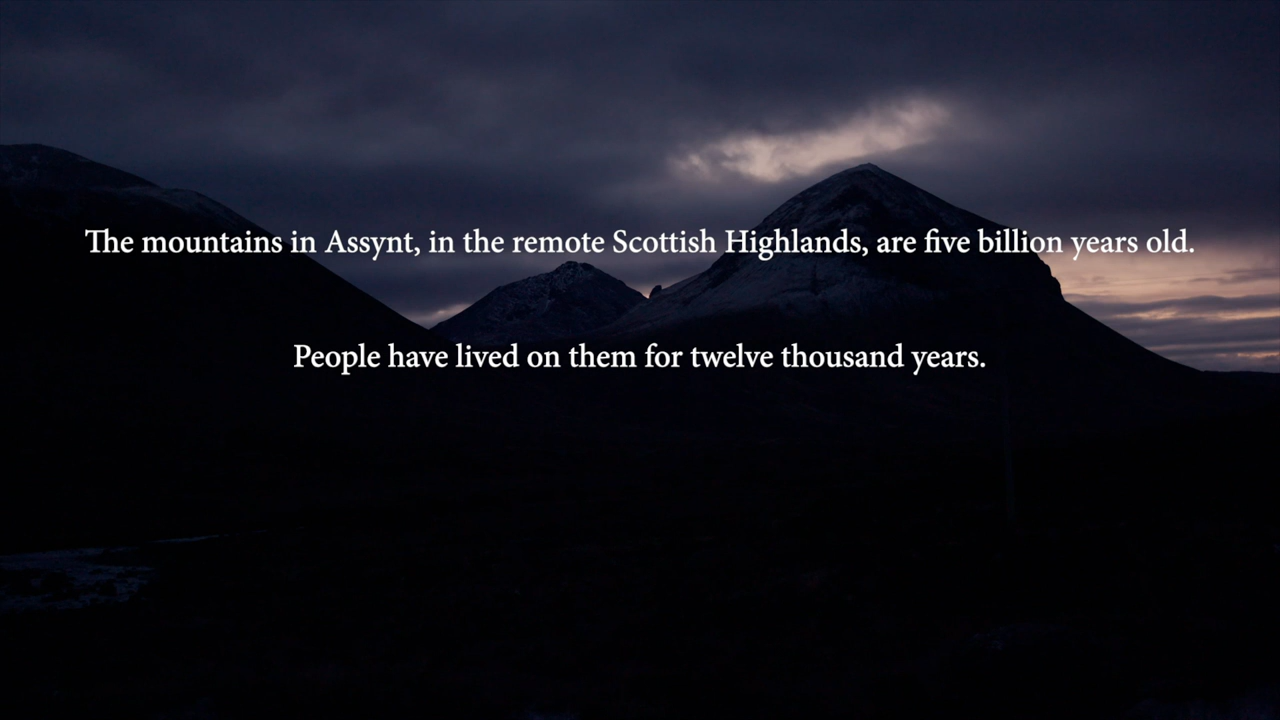 The mountains in Assynt, in the remote Scottish Highlands, are five billion years old.
People have lived on them for twelve thousand years.